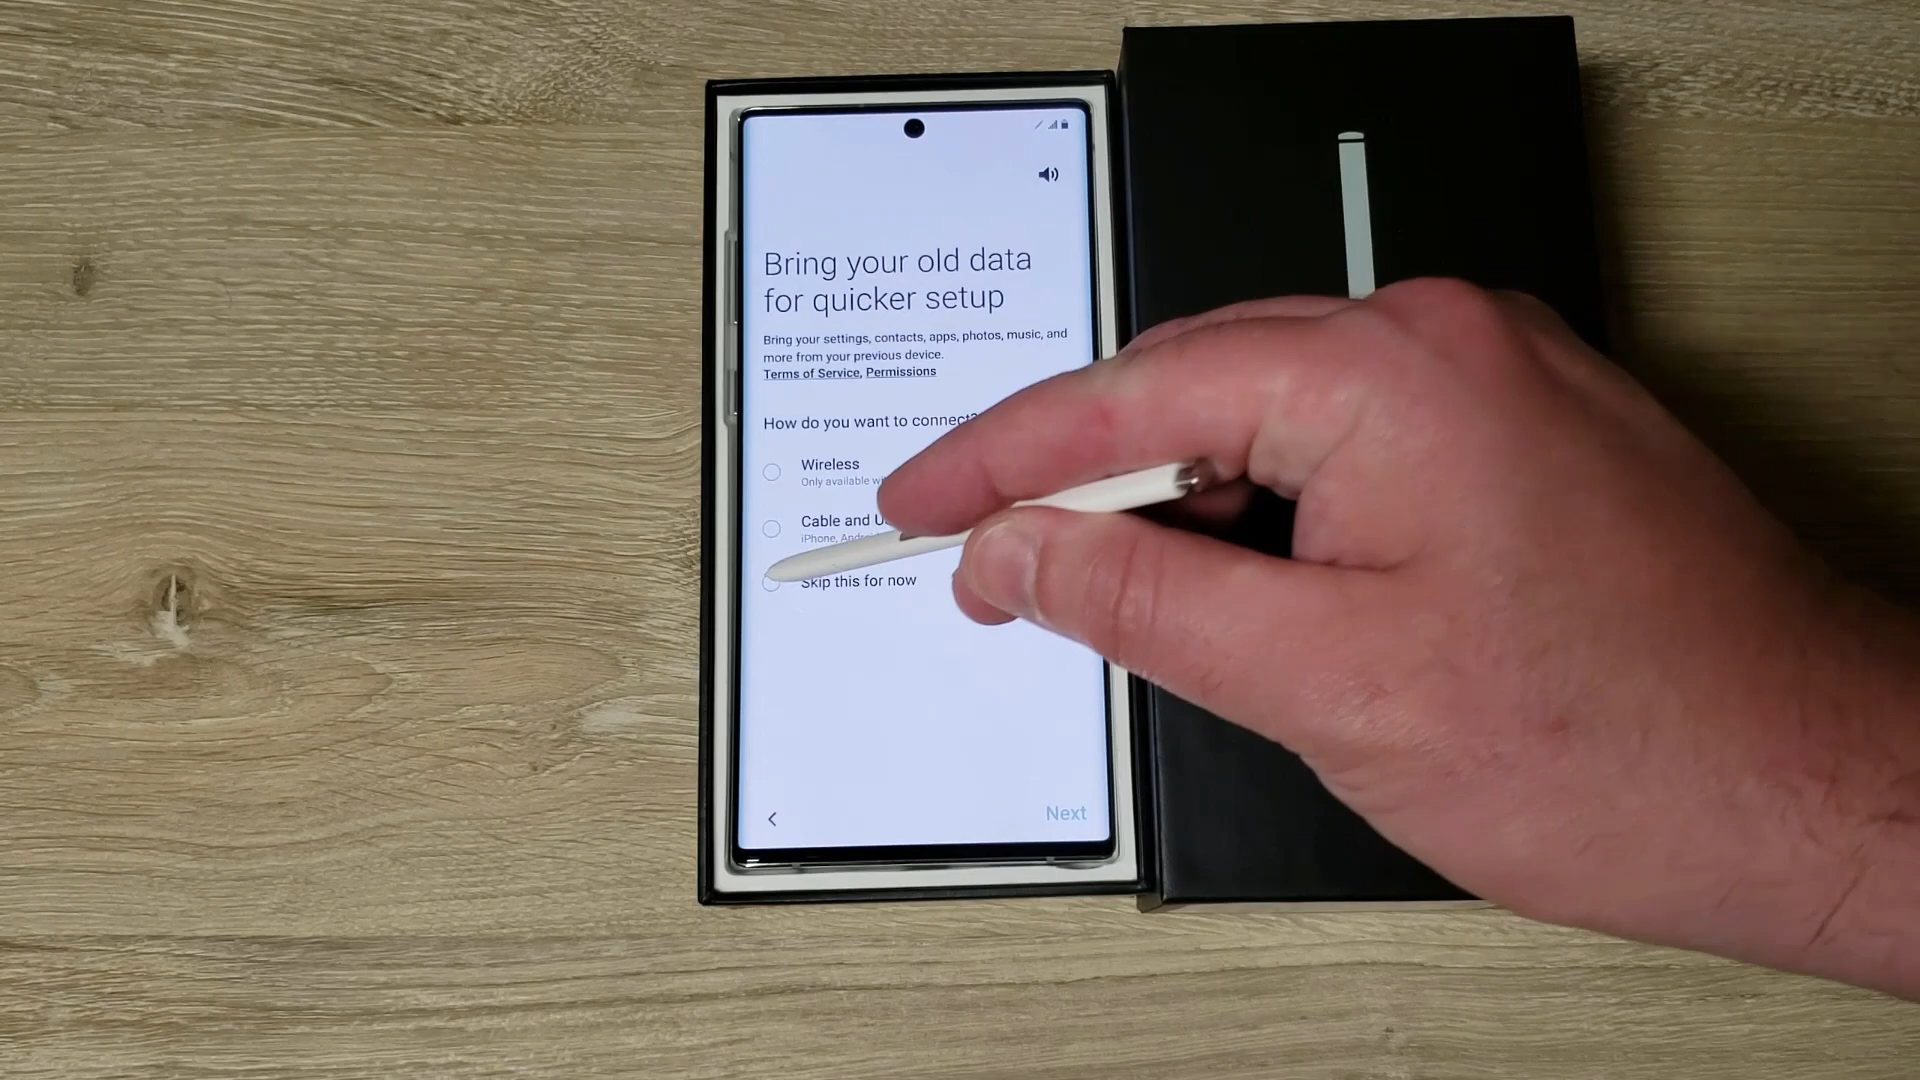 Bring your old data
for quicker setup
Bring your settings, contacts, apps, photos, music, and
more from your previous device.
Terms of Service, Permissions
How do you want to connect?
Wireless
Only available
Cable and
iPhone,
Skip this for now
Next